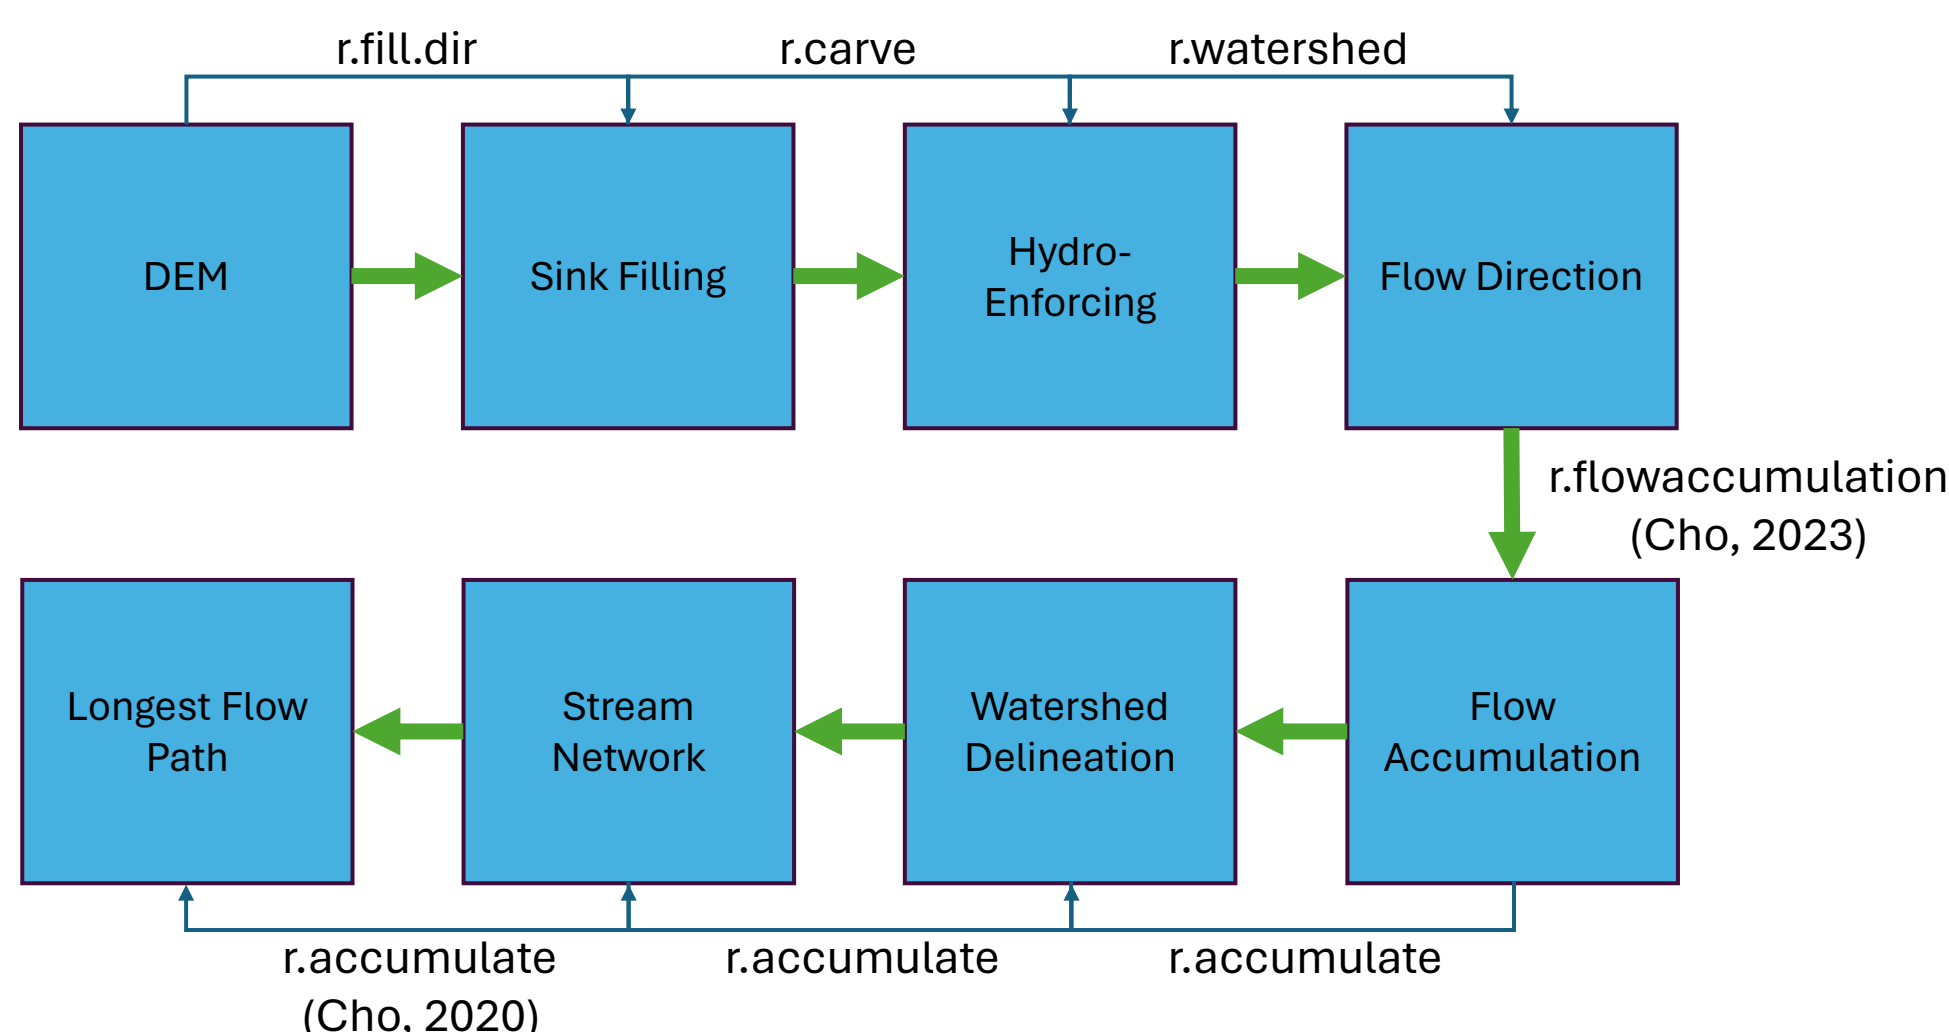 r.fill.dir
r.carve
r.watershed
DEM
Sink Filling
Hydro-
Enforcing
Flow Direction
r.flowaccumulation
(Cho, 2023)
Longest Flow
Path
Stream
Network
Watershed
Delineation
Flow
Accumulation
r.accumulate
(Cho, 2020)
r.accumulate
r.accumulate